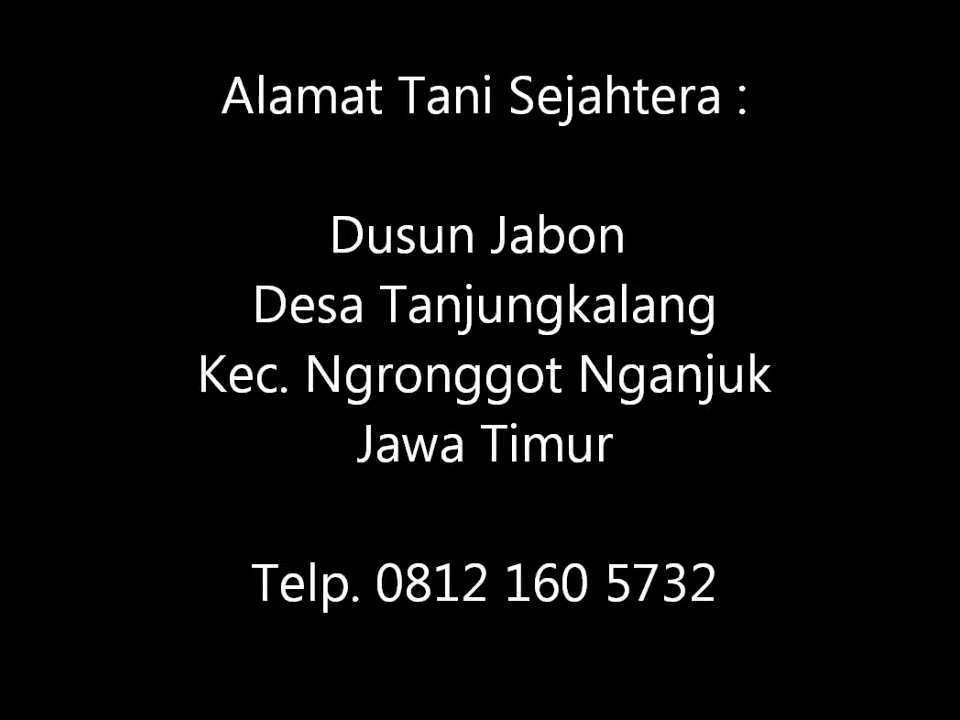 Alamat Tani Sejahtera :
Dusun Jabon
Desa Tanjungkalang
Kec. Ngronggot Nganjuk
Jawa Timur
Telp. 0812 160 5732